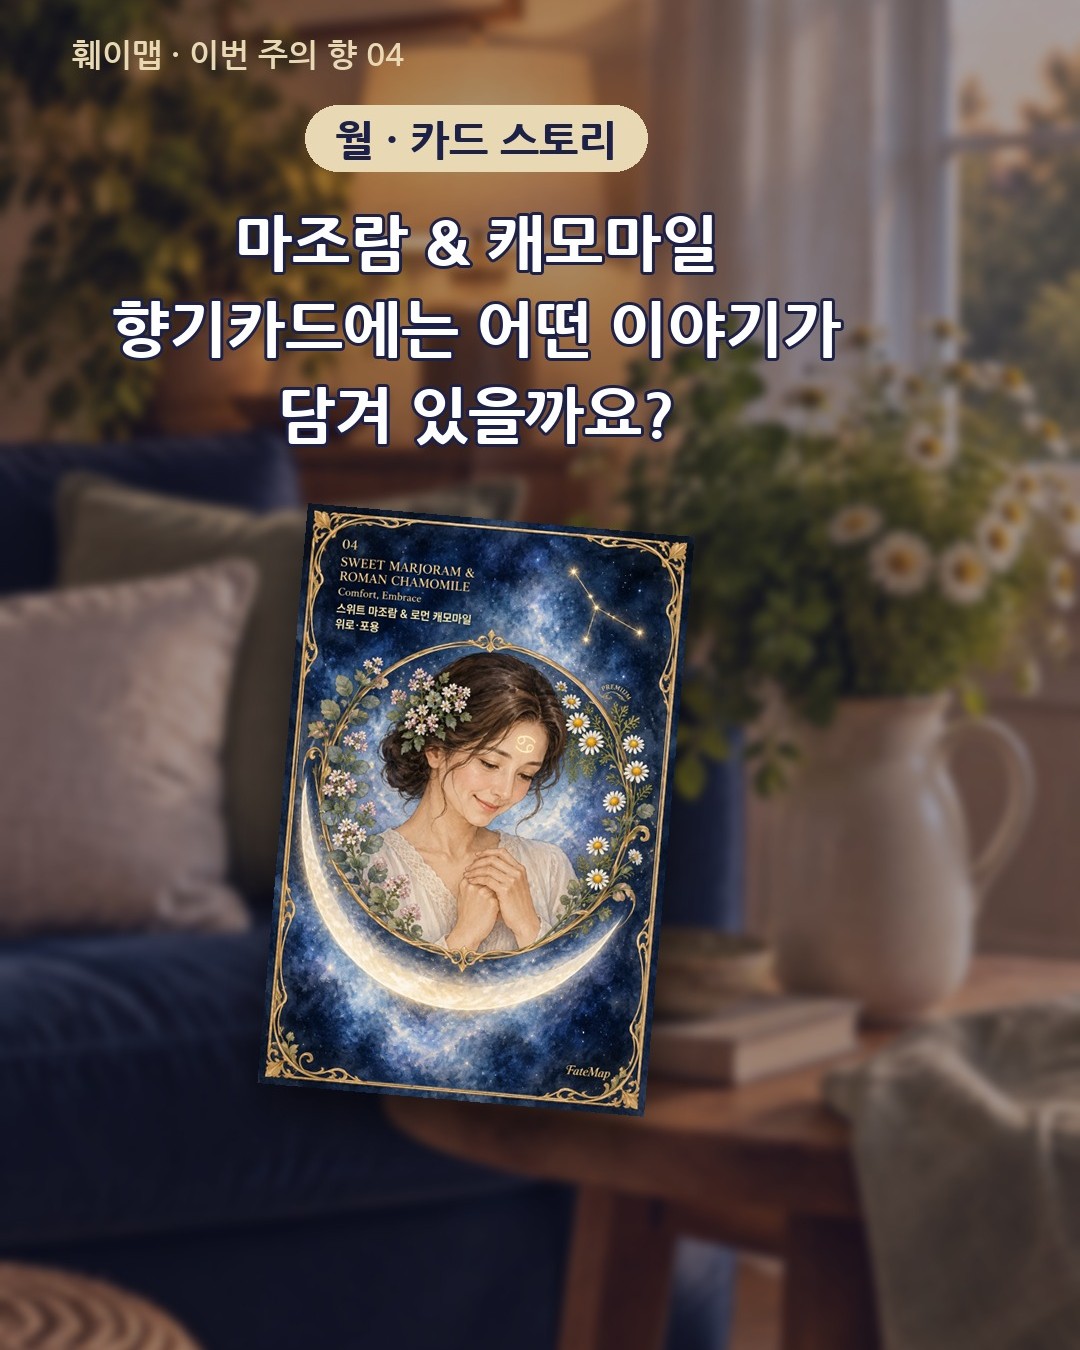 훼이맵 · 이번 주의 향 04
월 · 카드 스토리
마조람 & 캐모마일
향기카드에는 어떤 이야기가
담겨 있을까요?
04
SWEET MARJORAM &
ROMAN CHAMOMILE
Comfort, Embrace
스위트 마조람 & 로먼 캐모마일
위로·포용
PREMIUM
FateMap